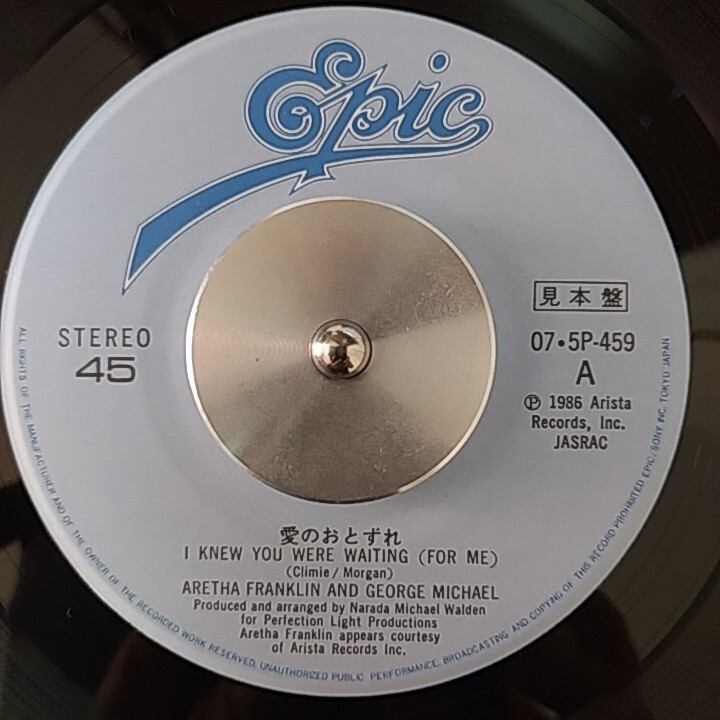 Epic
見本盤
STEREO
45
07・5P-459
A
Ⓟ 1986 Arista
Records, Inc.
JASRAC
愛のおとずれ
I KNEW YOU WERE WAITING (FOR ME)
(Climie/Morgan)
ARETHA FRANKLIN AND GEORGE MICHAEL
Produced and arranged by Narada Michael Walden
for Perfection Light Productions
Aretha Franklin appears courtesy
of Arista Records Inc.
ALL RIGHTS OF THE MANUFACTURER AND OF THE OWNER OF THE RECORDED WORK RESERVED. UNAUTHORIZED PUBLIC PERFORMANCE, BROADCASTING AND COPYING OF THIS RECORD PROHIBITED EPIC/SONY INC. TOKYO JAPAN